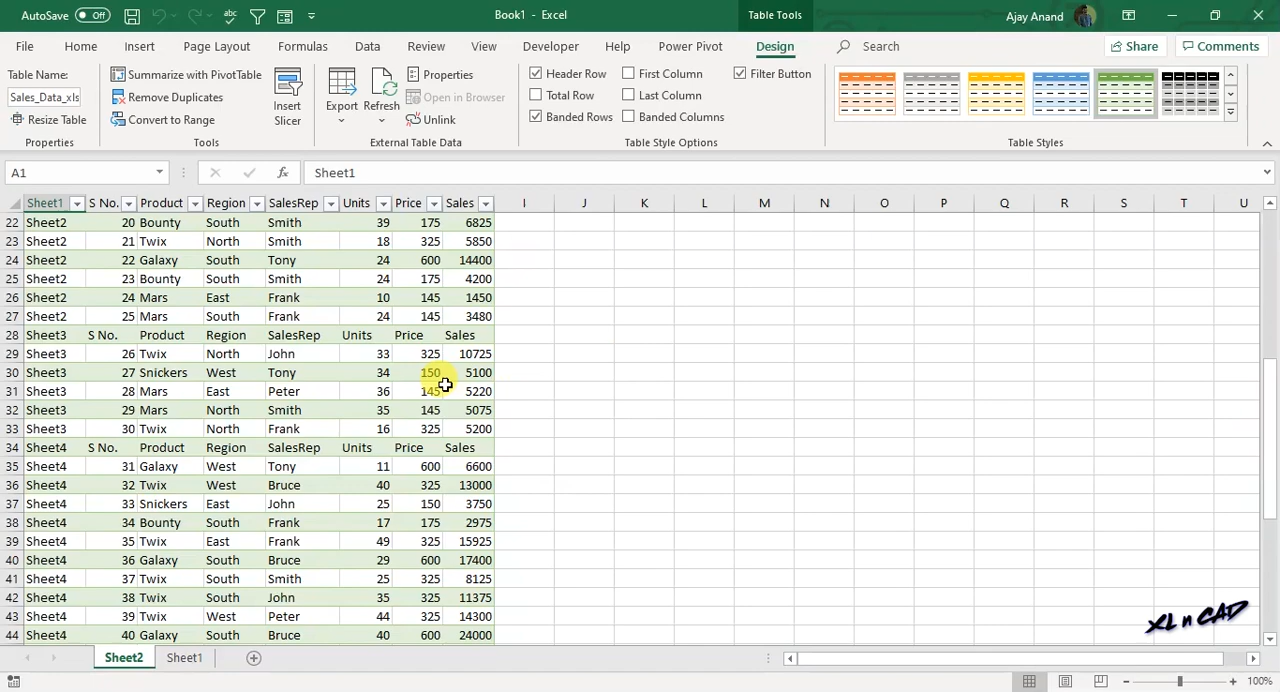 AutoSave Off
abc
Book1 - Excel
Table Tools
Ajay Anand
File Home Insert Page Layout Formulas Data Review View Developer Help Power Pivot Design Search Share Comments
Table Name:
Sales_Data_xls
Resize Table
Properties
Summarize with PivotTable
Remove Duplicates
Convert to Range
Tools
Insert Slicer
Export
Refresh
Properties
Open in Browser
Unlink
External Table Data
Header Row First Column Filter Button
Total Row Last Column
Banded Rows Banded Columns
Table Style Options
Table Styles
A1 fx Sheet1
Sheet1 S No. Product Region SalesRep Units Price Sales I J K L M N O P Q R S T U
22 Sheet2 20 Bounty South Smith 39 175 6825
23 Sheet2 21 Twix North Smith 18 325 5850
24 Sheet2 22 Galaxy South Tony 24 600 14400
25 Sheet2 23 Bounty South Smith 24 175 4200
26 Sheet2 24 Mars East Frank 10 145 1450
27 Sheet2 25 Mars South Frank 24 145 3480
28 Sheet3 S No. Product Region SalesRep Units Price Sales
29 Sheet3 26 Twix North John 33 325 10725
30 Sheet3 27 Snickers West Tony 34 150 5100
31 Sheet3 28 Mars East Peter 36 145 5220
32 Sheet3 29 Mars North Smith 35 145 5075
33 Sheet3 30 Twix North Frank 16 325 5200
34 Sheet4 S No. Product Region SalesRep Units Price Sales
35 Sheet4 31 Galaxy West Tony 11 600 6600
36 Sheet4 32 Twix West Bruce 40 325 13000
37 Sheet4 33 Snickers East John 25 150 3750
38 Sheet4 34 Bounty South Frank 17 175 2975
39 Sheet4 35 Twix East Frank 49 325 15925
40 Sheet4 36 Galaxy South Bruce 29 600 17400
41 Sheet4 37 Twix South Smith 25 325 8125
42 Sheet4 38 Twix South John 35 325 11375
43 Sheet4 39 Twix West Peter 44 325 14300
44 Sheet4 40 Galaxy South Bruce 40 600 24000
XL n CAD
Sheet2 Sheet1
100%